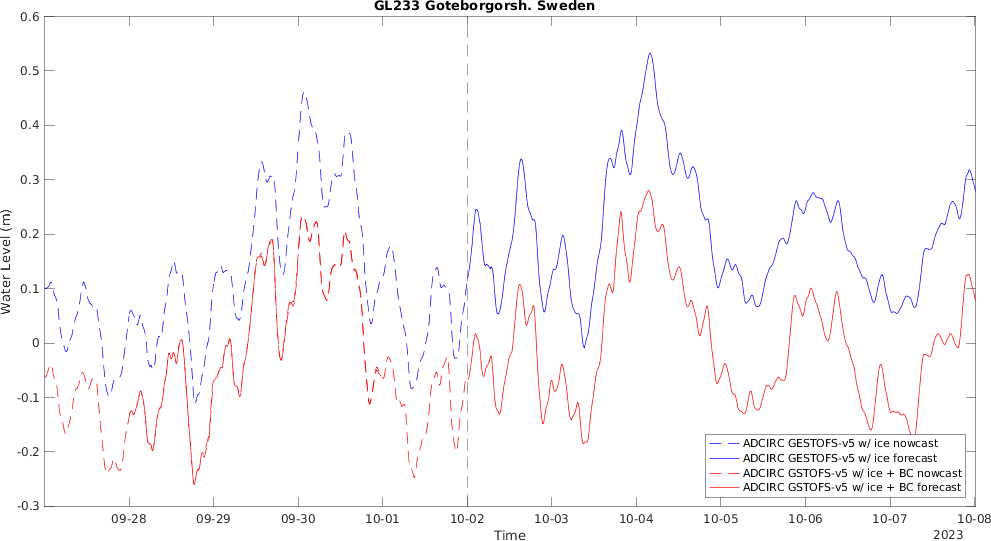 GL233 Goteborgorsh. Sweden
0.6
0.5
0.4
0.3
0.2
0.1
0
-0.1
-0.2
-0.3
Water Level (m)
ADCIRC GESTOFS-v5 w/ ice nowcast
ADCIRC GESTOFS-v5 w/ ice forecast
ADCIRC GSTOFS-v5 w/ ice + BC nowcast
ADCIRC GSTOFS-v5 w/ ice + BC forecast
09-28 09-29 09-30 10-01 10-02 10-03 10-04 10-05 10-06 10-07 10-08
Time
2023